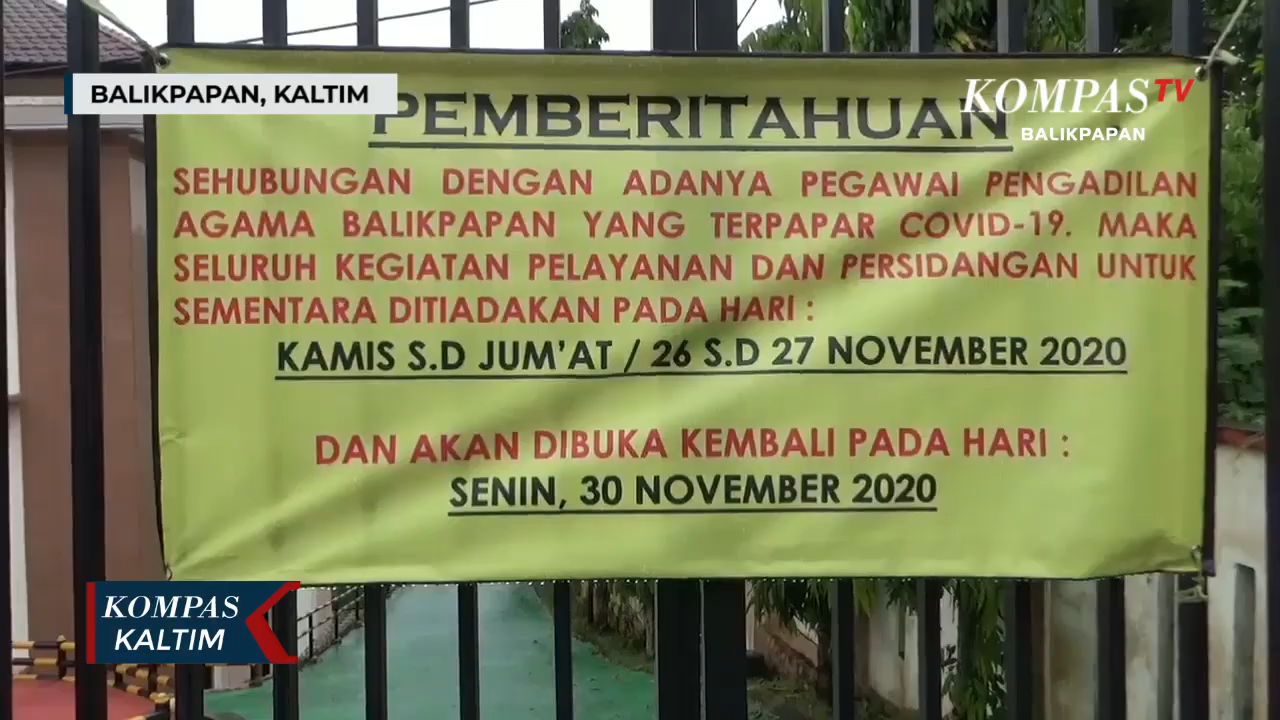 BALIKPAPAN, KALTIM
KOMPAS TV
BALIKPAPAN
PEMBERITAHUAN
SEHUBUNGAN DENGAN ADANYA PEGAWAI PENGADILAN
AGAMA BALIKPAPAN YANG TERPAPAR COVID-19. MAKA
SELURUH KEGIATAN PELAYANAN DAN PERSIDANGAN UNTUK
SEMENTARA DITIADAKAN PADA HARI :
KAMIS S.D JUM'AT / 26 S.D 27 NOVEMBER 2020
DAN AKAN DIBUKA KEMBALI PADA HARI :
SENIN, 30 NOVEMBER 2020
KOMPAS
KALTIM